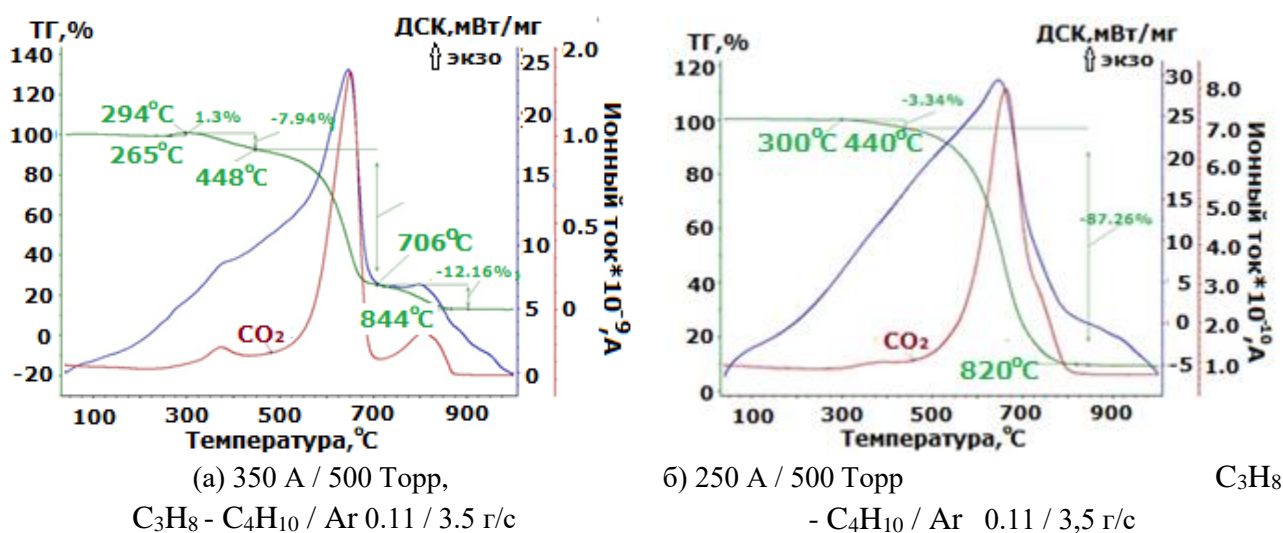 ТГ,%
ДСК,мВт/мг
⇧ экзо
140
120
100
80
60
40
20
0
-20
25
20
15
10
5
0
2.0
1.0
0.5
0
Ионный ток*10⁻⁹,А
294°C
1.3%
-7.94%
265°C
448°C
706°C
-12.16%
844°C
CO₂
100 300 500 700 900
Температура,°C
(а) 350 А / 500 Торр,
C₃H₈ - C₄H₁₀ / Ar 0.11 / 3.5 г/с
ТГ,%
ДСК,мВт/мг
⇧ экзо
120
100
80
60
40
20
0
30
25
20
15
10
5
0
-5
8.0
7.0
6.0
5.0
4.0
3.0
2.0
1.0
Ионный ток*10⁻¹⁰,А
-3.34%
300°C 440°C
-87.26%
CO₂
820°C
100 300 500 700 900
Температура,°C
б) 250 А / 500 Торр C₃H₈
- C₄H₁₀ / Ar 0.11 / 3,5 г/с